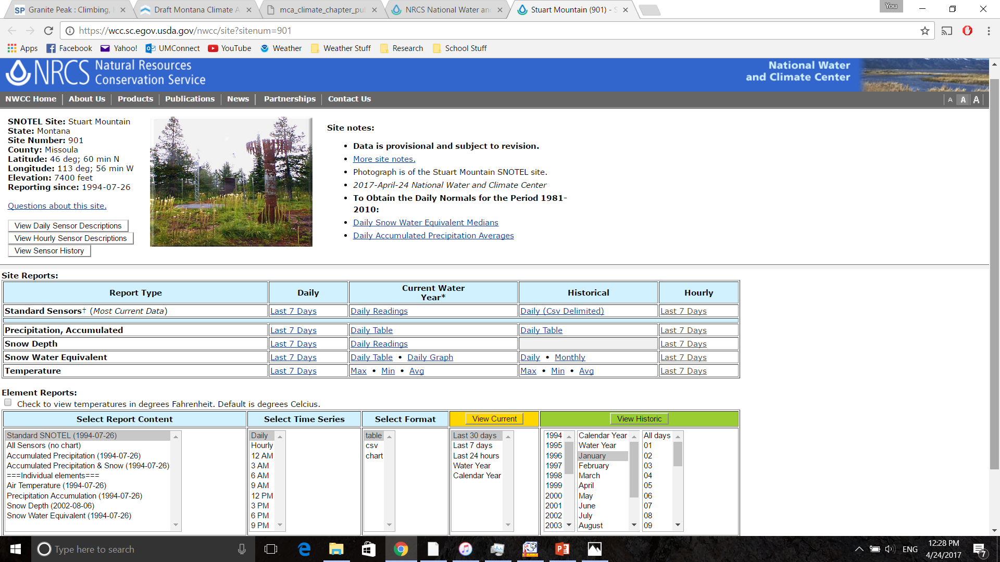 You
Granite Peak : Climbing,
Draft Montana Climate A
mca_climate_chapter_pu
NRCS National Water an
Stuart Mountain (901) - S
https://wcc.sc.egov.usda.gov/nwcc/site?sitenum=901
Apps Facebook Yahoo! UMConnect YouTube Weather Weather Stuff Research School Stuff
NRCS Natural Resources
Conservation Service
National Water
and Climate Center
NWCC Home About Us Products Publications News Partnerships Contact Us
A A A
SNOTEL Site: Stuart Mountain
State: Montana
Site Number: 901
County: Missoula
Latitude: 46 deg; 60 min N
Longitude: 113 deg; 56 min W
Elevation: 7400 feet
Reporting since: 1994-07-26
Questions about this site.
View Daily Sensor Descriptions
View Hourly Sensor Descriptions
View Sensor History
Site notes:
• Data is provisional and subject to revision.
• More site notes.
• Photograph is of the Stuart Mountain SNOTEL site.
• 2017-April-24 National Water and Climate Center
• To Obtain the Daily Normals for the Period 1981-
2010:
• Daily Snow Water Equivalent Medians
• Daily Accumulated Precipitation Averages
Site Reports:
Report Type Daily Current Water Year* Historical Hourly
Standard Sensors† (Most Current Data) Last 7 Days Daily Readings Daily (Csv Delimited) Last 7 Days
Precipitation, Accumulated Last 7 Days Daily Table Daily Table Last 7 Days
Snow Depth Last 7 Days Daily Readings Last 7 Days
Snow Water Equivalent Last 7 Days Daily Table • Daily Graph Daily • Monthly Last 7 Days
Temperature Last 7 Days Max • Min • Avg Max • Min • Avg Last 7 Days
Element Reports:
Check to view temperatures in degrees Fahrenheit. Default is degrees Celcius.
Select Report Content Select Time Series Select Format View Current View Historic
Standard SNOTEL (1994-07-26) Daily table Last 30 days 1994 Calendar Year All days
All Sensors (no chart) Hourly csv Last 7 days 1995 Water Year 01
Accumulated Precipitation (1994-07-26) 12 AM chart Last 24 hours 1996 January 02
Accumulated Precipitation & Snow (1994-07-26) 3 AM Water Year 1997 February 03
===Individual elements=== 6 AM Calendar Year 1998 March 04
Air Temperature (1994-07-26) 9 AM 1999 April 05
Precipitation Accumulation (1994-07-26) 12 PM 2000 May 06
Snow Depth (2002-08-06) 3 PM 2001 June 07
Snow Water Equivalent (1994-07-26) 6 PM 2002 July 08
9 PM 2003 August 09
Type here to search
ENG
12:28 PM
4/24/2017
7